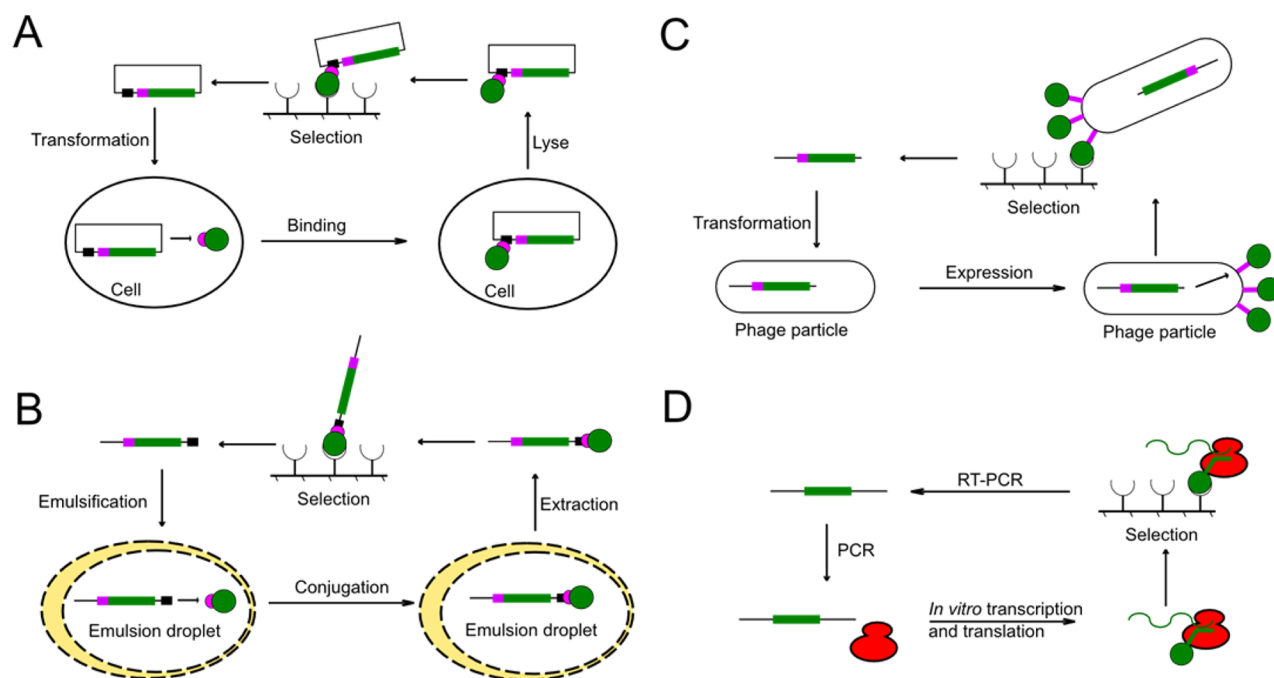 A
Transformation
Selection
Lyse
Binding
Cell
Cell
B
Emulsification
Selection
Extraction
Conjugation
Emulsion droplet
Emulsion droplet
C
Selection
Transformation
Expression
Phage particle
Phage particle
D
RT-PCR
Selection
PCR
In vitro transcription
and translation